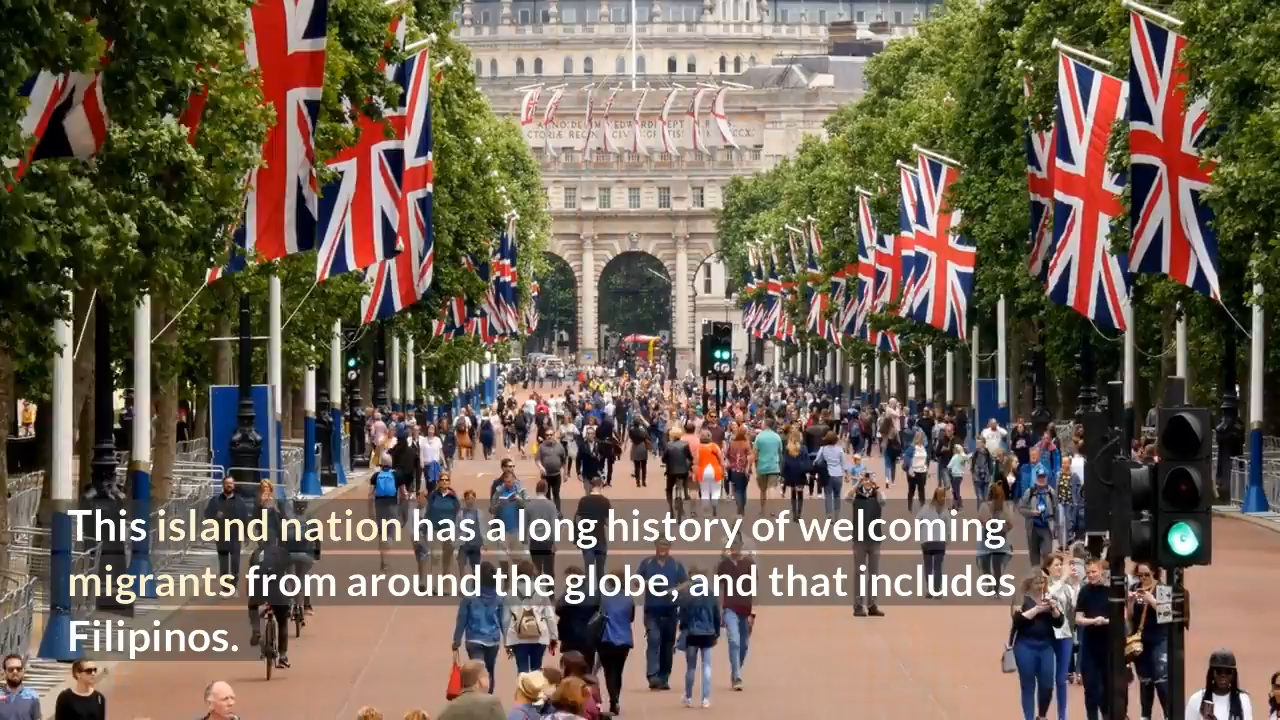 This island nation has a long history of welcoming
migrants from around the globe, and that includes
Filipinos.